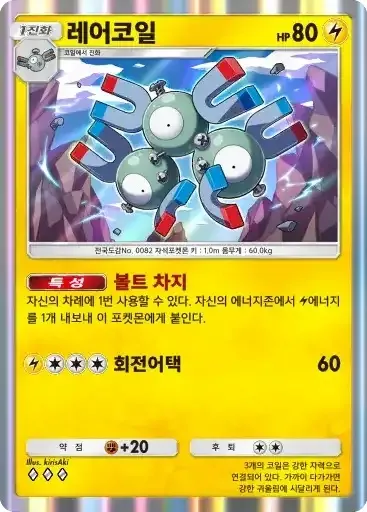 1진화
레어코일
HP 80
코일에서 진화
전국도감No. 0082 자석포켓몬 키 : 1.0m 몸무게 : 60.0kg
특성 볼트 차지
자신의 차례에 1번 사용할 수 있다. 자신의 에너지존에서 에너지
를 1개 내보내 이 포켓몬에게 붙인다.
회전어택 60
약점 +20
후퇴
Illus. kirisAki
3개의 코일은 강한 자력으로
연결되어 있다. 가까이 다가가면
강한 귀울림에 시달리게 된다.